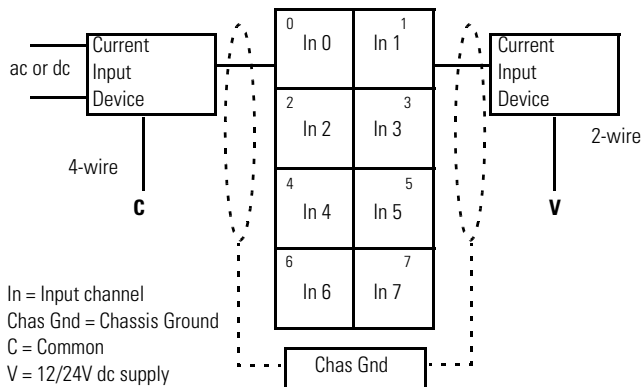 ac or dc
Current
Input
Device
4-wire
C
0
In 0
1
In 1
2
In 2
3
In 3
4
In 4
5
In 5
6
In 6
7
In 7
Current
Input
Device
2-wire
V
In = Input channel
Chas Gnd = Chassis Ground
C = Common
V = 12/24V dc supply
Chas Gnd